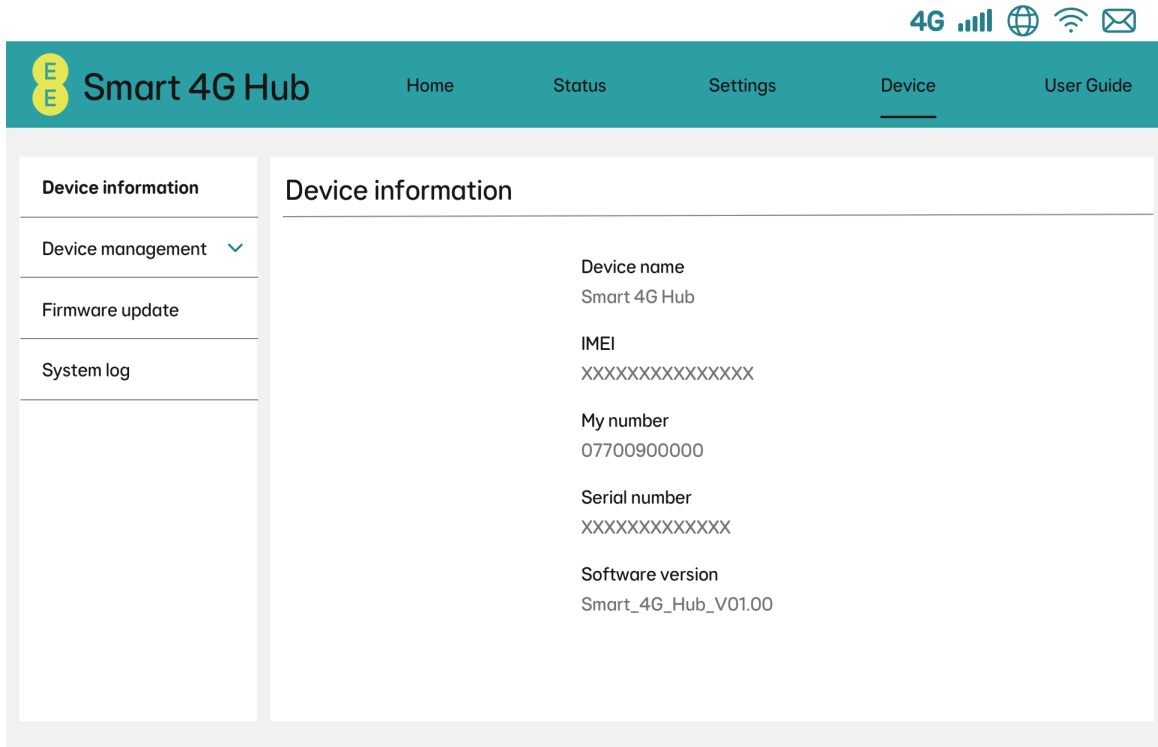 4G
E
E
Smart 4G Hub
Home
Status
Settings
Device
User Guide
Device information
Device management
Firmware update
System log
Device information
Device name
Smart 4G Hub
IMEI
XXXXXXXXXXXXXXX
My number
07700900000
Serial number
XXXXXXXXXXXXX
Software version
Smart_4G_Hub_V01.00